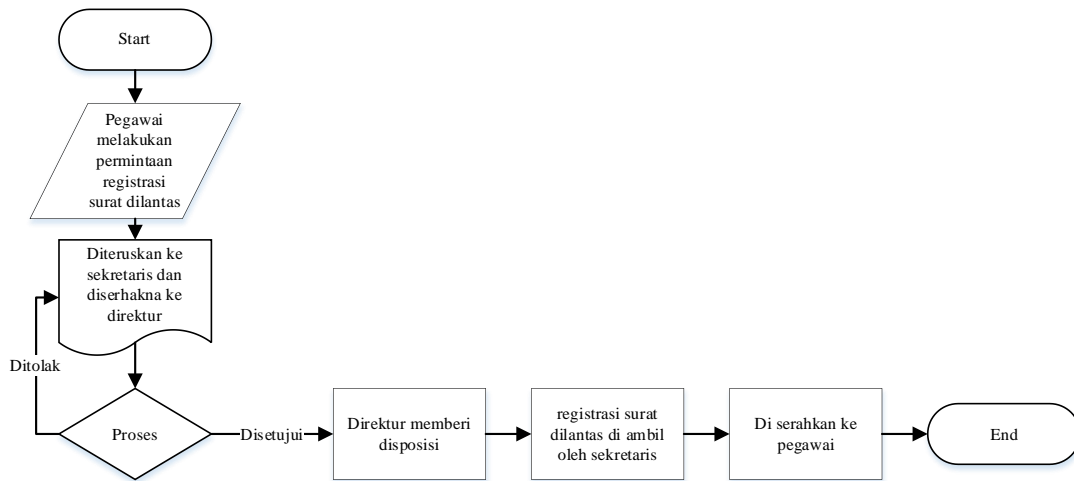 Start
Pegawai
melakukan
permintaan
registrasi
surat dilantas
Diteruskan ke
sekretaris dan
diserhakna ke
direktur
Ditolak
Proses
Disetujui
Direktur memberi
disposisi
registrasi surat
dilantas di ambil
oleh sekretaris
Di serahkan ke
pegawai
End